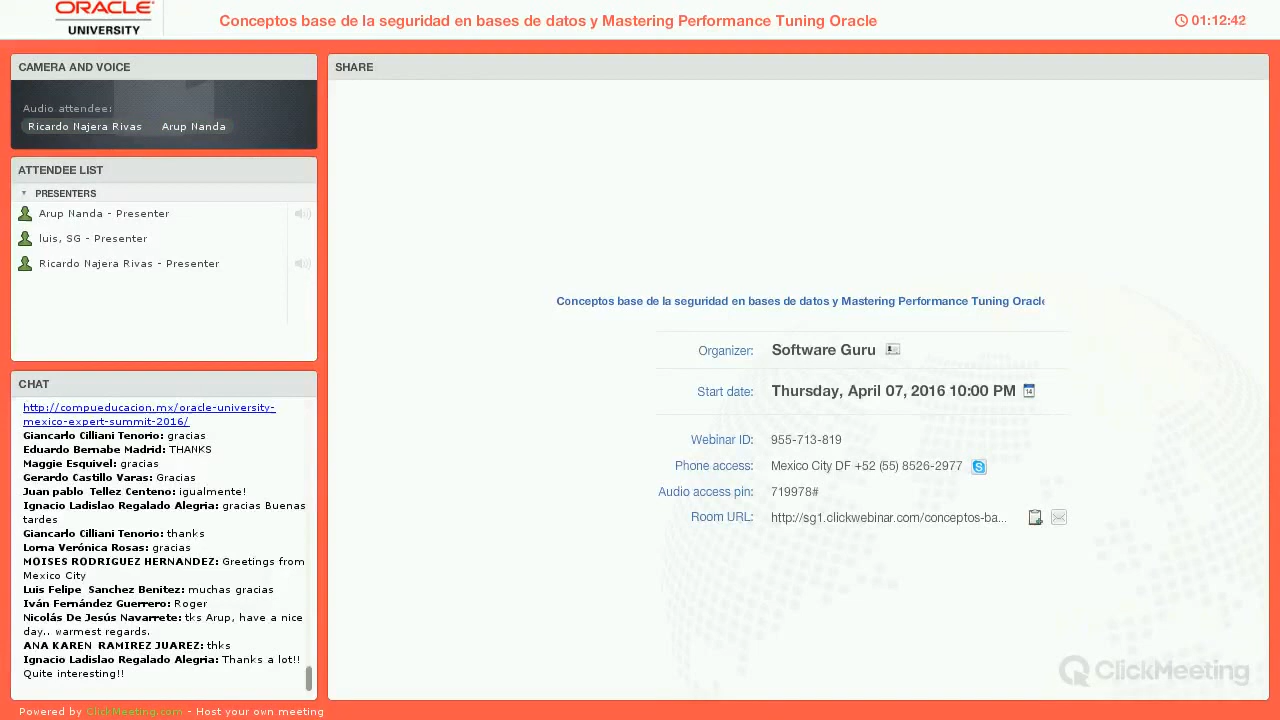 ORACLE
UNIVERSITY
Conceptos base de la seguridad en bases de datos y Mastering Performance Tuning Oracle
01:12:42
CAMERA AND VOICE
Audio attendee:
Ricardo Najera Rivas Arup Nanda
ATTENDEE LIST
PRESENTERS
Arup Nanda - Presenter
luis, SG - Presenter
Ricardo Najera Rivas - Presenter
CHAT
http://compueducacion.mx/oracle-university-
mexico-expert-summit-2016/
Giancarlo Cilliani Tenorio: gracias
Eduardo Bernabe Madrid: THANKS
Maggie Esquivel: gracias
Gerardo Castillo Varas: Gracias
Juan pablo Tellez Centeno: igualmente!
Ignacio Ladislao Regalado Alegria: gracias Buenas
tardes
Giancarlo Cilliani Tenorio: thanks
Lorna Verónica Rosas: gracias
MOISES RODRIGUEZ HERNANDEZ: Greetings from
Mexico City
Luis Felipe Sanchez Benitez: muchas gracias
Iván Fernández Guerrero: Roger
Nicolás De Jesús Navarrete: tks Arup, have a nice
day.. warmest regards.
ANA KAREN RAMIREZ JUAREZ: thks
Ignacio Ladislao Regalado Alegria: Thanks a lot!!
Quite interesting!!
SHARE
Conceptos base de la seguridad en bases de datos y Mastering Performance Tuning Oracle
Organizer: Software Guru
Start date: Thursday, April 07, 2016 10:00 PM
14
Webinar ID: 955-713-819
Phone access: Mexico City DF +52 (55) 8526-2977
Audio access pin: 719978#
Room URL: http://sg1.clickwebinar.com/conceptos-ba...
ClickMeeting
Powered by ClickMeeting.com - Host your own meeting